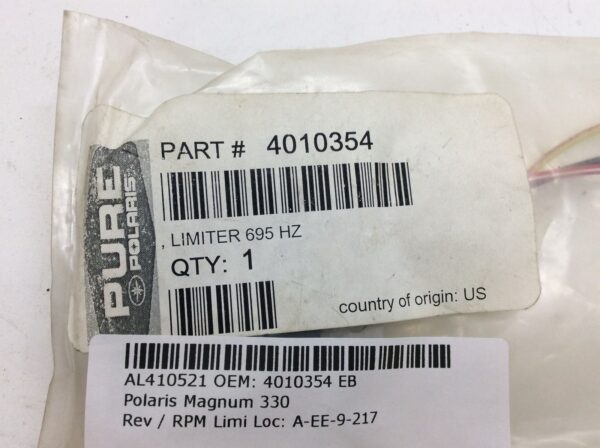 PURE
POLARIS
PART # 4010354
, LIMITER 695 HZ
QTY: 1
country of origin: US
AL410521 OEM: 4010354 EB
Polaris Magnum 330
Rev / RPM Limi Loc: A-EE-9-217